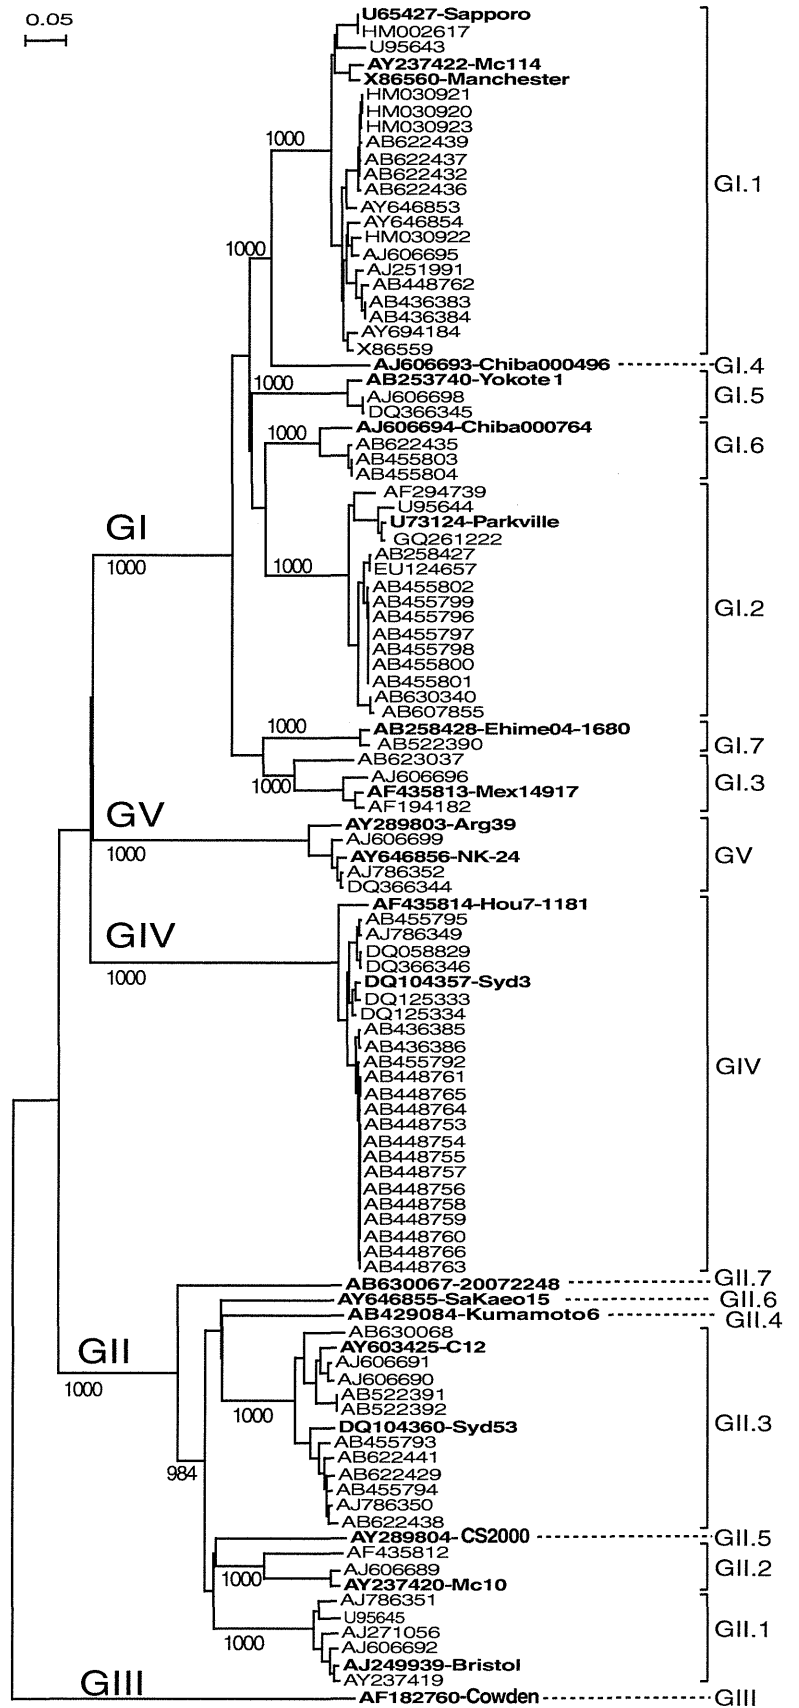 0.05
U65427-Sapporo
HM002617
U95643
AY237422-Mc114
X86560-Manchester
HM030921
HM030920
HM030923
1000
AB622439
AB622437
AB622432
GI.1
AB622436
AY646853
AY646854
HM030922
1000
AJ606695
AJ251991
AB448762
AB436383
AB436384
AY694184
X86559
AJ606693-Chiba000496
GI.4
1000
AB253740-Yokote1
AJ606698
GI.5
DQ366345
1000
AJ606694-Chiba000764
AB622435
GI.6
AB455803
AB455804
AF294739
U95644
GI
U73124-Parkville
GQ261222
AB258427
1000
1000
EU124657
AB455802
AB455799
GI.2
AB455796
AB455797
AB455798
AB455800
AB455801
AB630340
AB607855
1000
AB258428-Ehime04-1680
AB522390
GI.7
AB623037
AJ606696
GI.3
1000
AF435813-Mex14917
AF194182
GV
AY289803-Arg39
AJ606699
1000
AY646856-NK-24
GV
AJ786352
DQ366344
AF435814-Hou7-1181
AB455795
GIV
AJ786349
DQ058829
DQ366346
1000
DQ104357-Syd3
DQ125333
DQ125334
AB436385
AB436386
AB455792
GIV
AB448761
AB448765
AB448764
AB448753
AB448754
AB448755
AB448757
AB448756
AB448758
AB448759
AB448760
AB448766
AB448763
AB630067-20072248
GII.7
AY646855-SaKaeo15
GII.6
AB429084-Kumamoto6
GII.4
AB630068
GII
AY603425-C12
AJ606691
AJ606690
1000
AB522391
AB522392
1000
GII.3
DQ104360-Syd53
AB455793
AB622441
984
AB622429
AB455794
AJ786350
AB622438
AY289804-CS2000
GII.5
AF435812
AJ606689
GII.2
1000
AY237420-Mc10
AJ786351
U95645
AJ271056
GII.1
1000
AJ606692
AJ249939-Bristol
AY237419
GIII
AF182760-Cowden
GIII